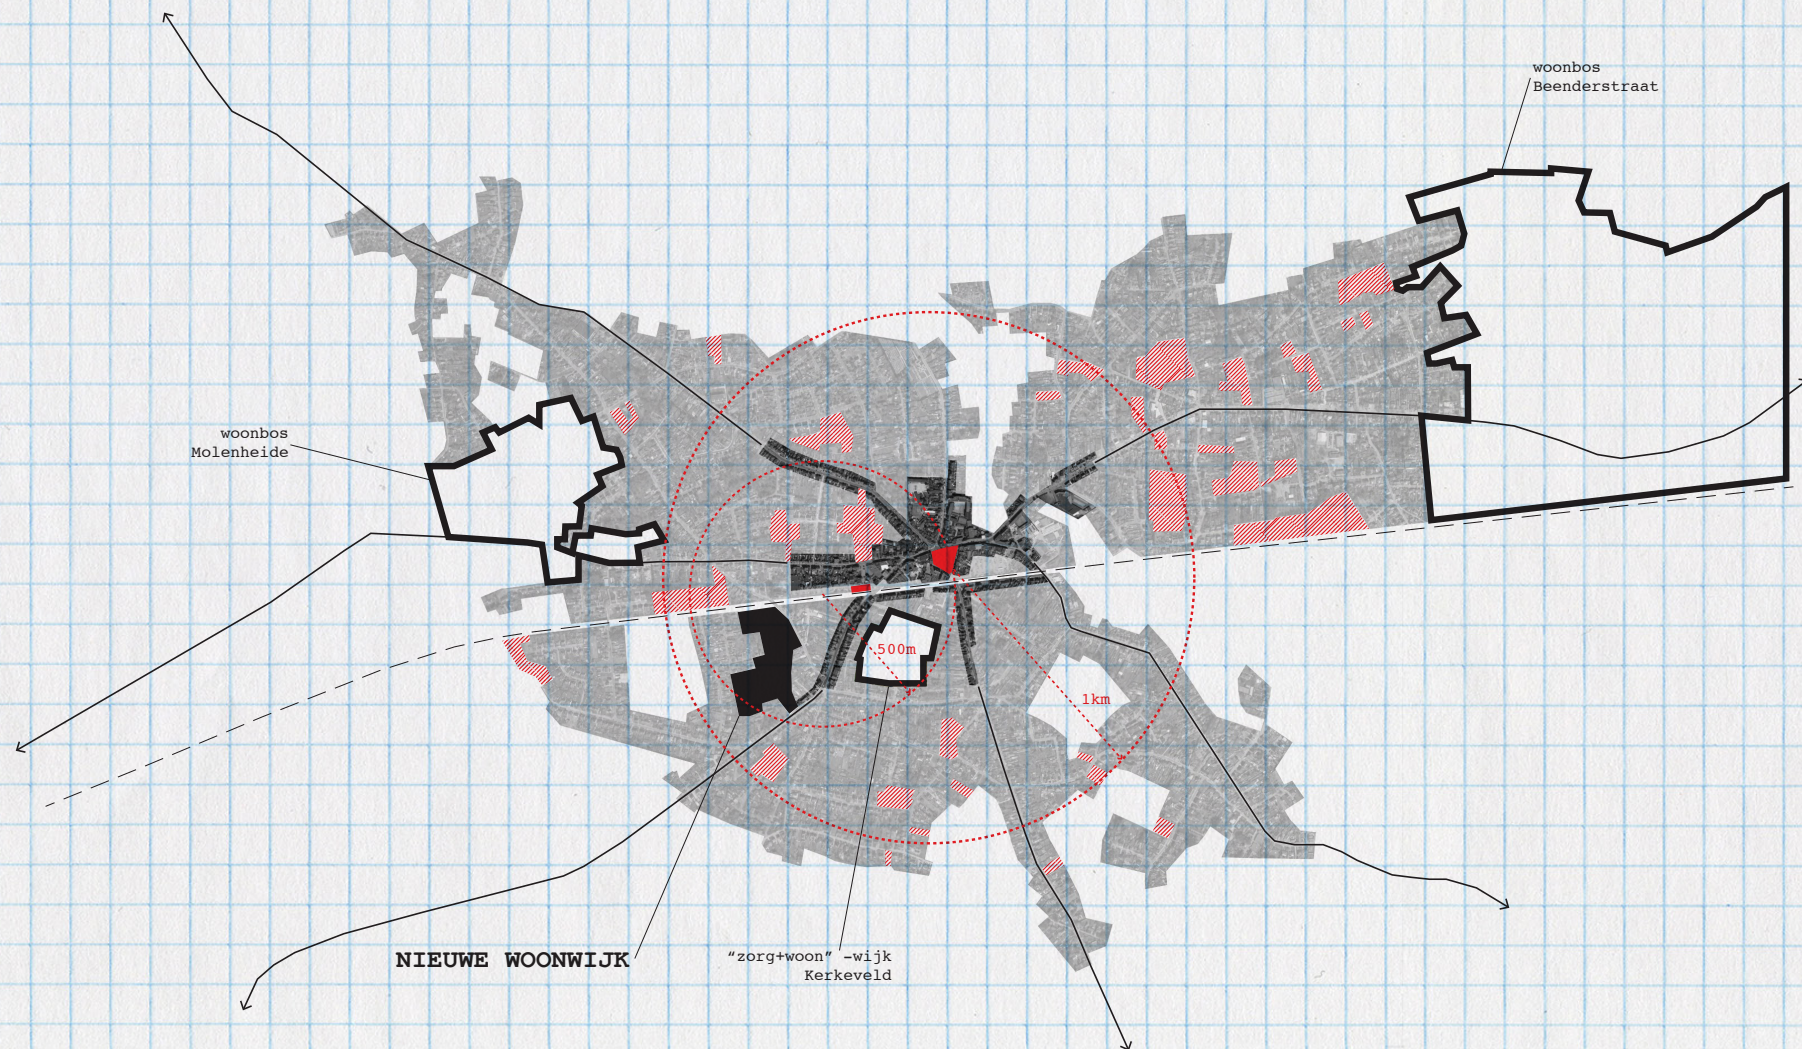 woonbos
Beenderstraat
woonbos
Molenheide
500m
1km
NIEUWE WOONWIJK
“zorg+woon” -wijk
Kerkeveld